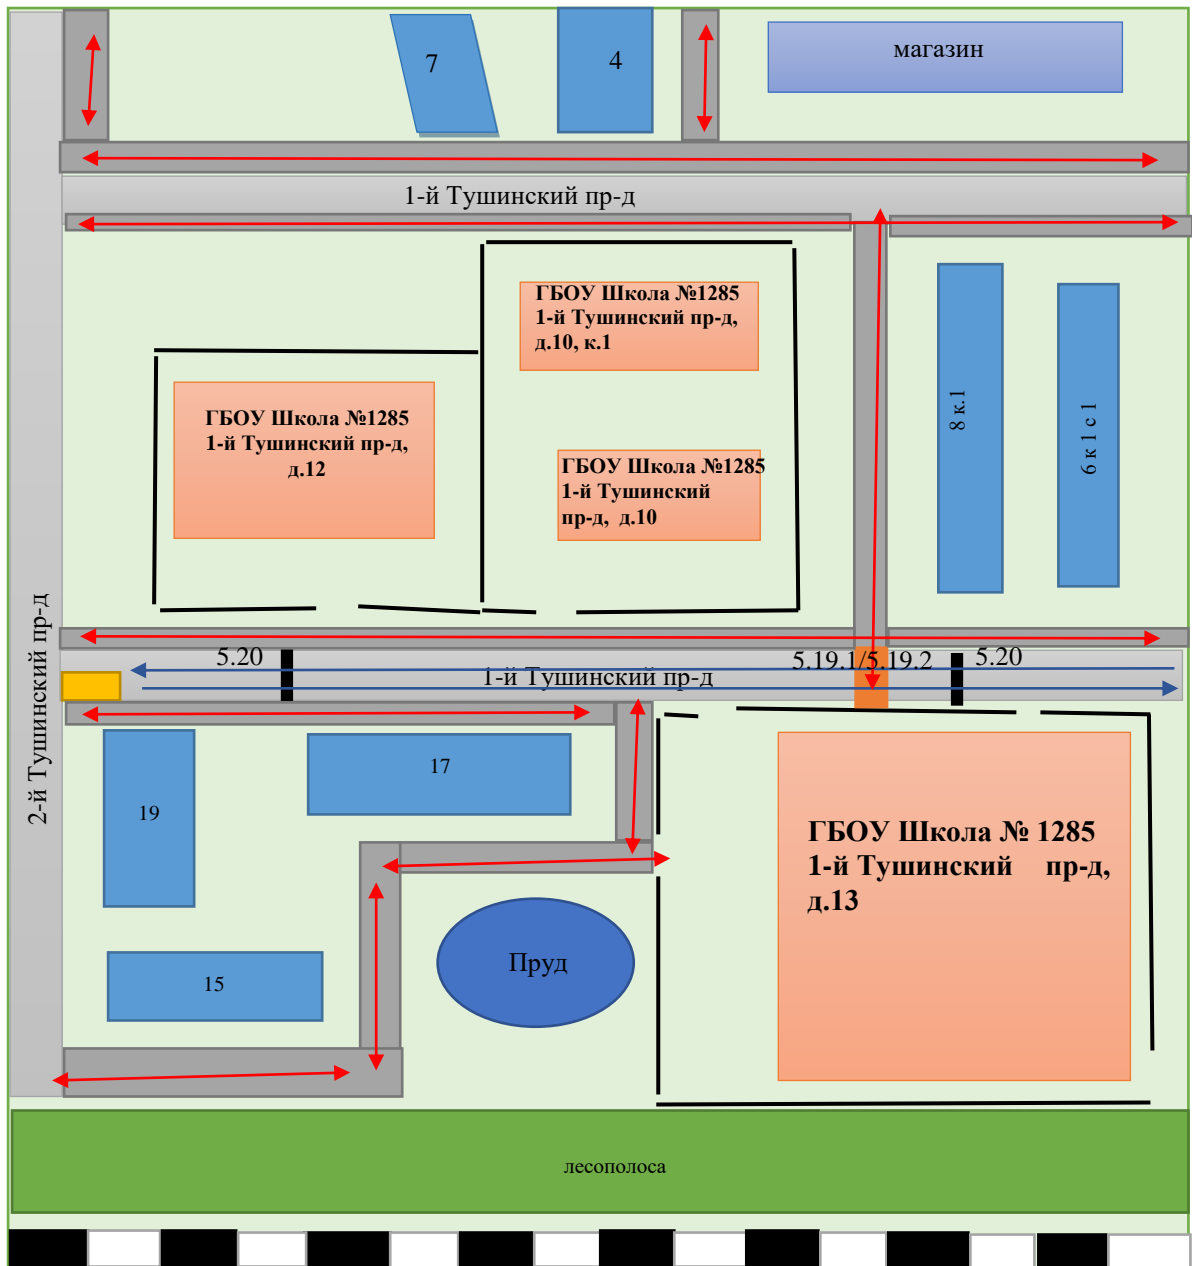 7
4
магазин
1-й Тушинский пр-д
ГБОУ Школа №1285
1-й Тушинский пр-д,
д.10, к.1
ГБОУ Школа №1285
1-й Тушинский пр-д,
д.12
ГБОУ Школа №1285
1-й Тушинский
пр-д, д.10
8 к.1
6 к 1 с 1
2-й Тушинский пр-д
5.20
5.19.1/5.19.2
5.20
1-й Тушинский пр-д
17
19
ГБОУ Школа № 1285
1-й Тушинский пр-д,
д.13
Пруд
15
лесополоса